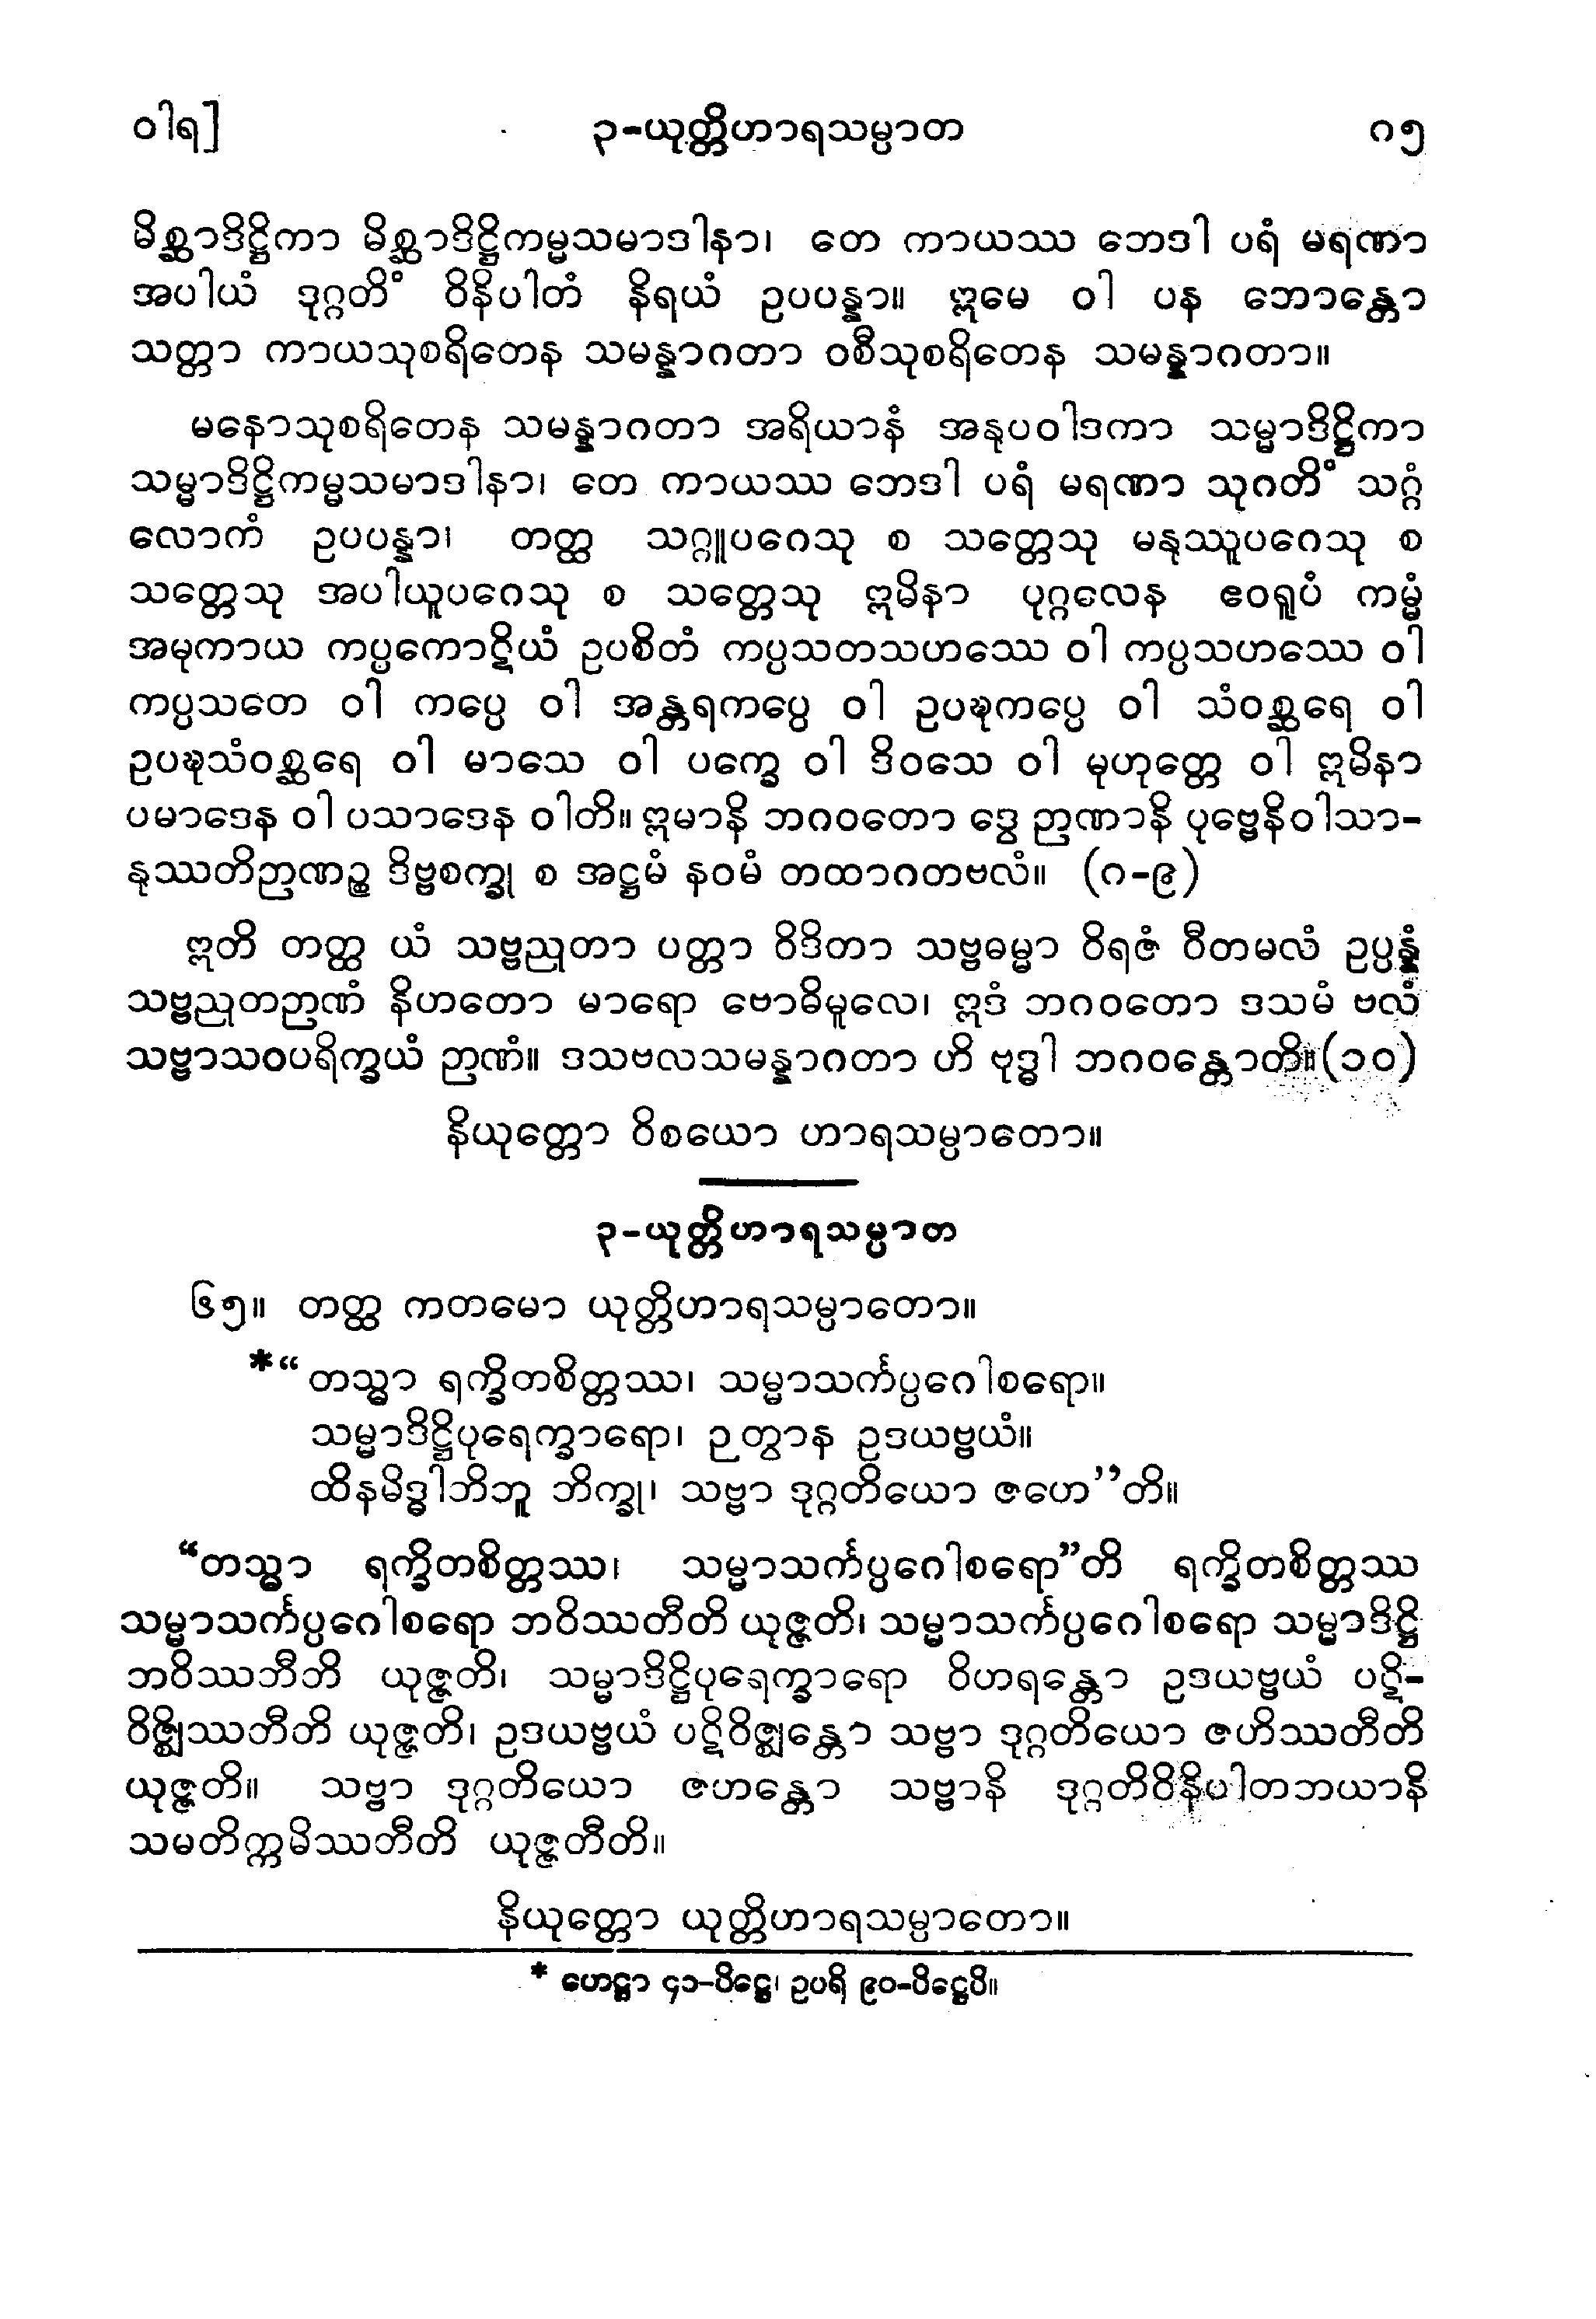 ဝါရ] ၃-ယုတ္တိဟာရသမ္ပာတ ၈၅
မိစ္ဆာဒိဋ္ဌိကာ မိစ္ဆာဒိဋ္ဌိကမ္မသမာဒါနာ၊ တေ ကာယဿ ဘေဒါ ပရံ မရဏာ
အပါယံ ဒုဂ္ဂတိံ ဝိနိပါတံ နိရယံ ဥပပန္နာ။ ဣမေ ဝါ ပန ဘောန္တော
သတ္တာ ကာယသုစရိတေန သမန္နာဂတာ ဝစီသုစရိတေန သမန္နာဂတာ။
မနောသုစရိတေန သမန္နာဂတာ အရိယာနံ အနုပဝါဒကာ သမ္မာဒိဋ္ဌိကာ
သမ္မာဒိဋ္ဌိကမ္မသမာဒါနာ၊ တေ ကာယဿ ဘေဒါ ပရံ မရဏာ သုဂတိံ သဂ္ဂံ
လောကံ ဥပပန္နာ၊ တတ္ထ သဂ္ဂူပဂေသု စ သတ္တေသု မနုဿူပဂေသု စ
သတ္တေသု အပါယူပဂေသု စ သတ္တေသု ဣမိနာ ပုဂ္ဂလေန ဧဝရူပံ ကမ္မံ
အမုကာယ ကပ္ပကောဋိယံ ဥပစိတံ ကပ္ပသတသဟဿေ ဝါ ကပ္ပသဟဿေ ဝါ
ကပ္ပသတေ ဝါ ကပ္ပေ ဝါ အန္တရကပ္ပေ ဝါ ဥပဍ္ဎကပ္ပေ ဝါ သံဝစ္ဆရေ ဝါ
ဥပဍ္ဎသံဝစ္ဆရေ ဝါ မာသေ ဝါ ပက္ခေ ဝါ ဒိဝသေ ဝါ မုဟုတ္တေ ဝါ ဣမိနာ
ပမာဒေန ဝါ ပသာဒေန ဝါတိ။ ဣမာနိ ဘဂဝတော ဒွေ ဉာဏာနိ ပုဗ္ဗေနိဝါသာ-
နုဿတိဉာဏဉ္စ ဒိဗ္ဗစက္ခု စ အဋ္ဌမံ နဝမံ တထာဂတဗလံ။ (၈-၉)
ဣတိ တတ္ထ ယံ သဗ္ဗညုတာ ပတ္တာ ဝိဒိတာ သဗ္ဗဓမ္မာ ဝိရဇံ ဝီတမလံ ဥပ္ပန္နံ
သဗ္ဗညုတဉာဏံ နိဟတော မာရော ဗောဓိမူလေ၊ ဣဒံ ဘဂဝတော ဒသမံ ဗလံ
သဗ္ဗာသဝပရိက္ခယံ ဉာဏံ။ ဒသဗလသမန္နာဂတာ ဟိ ဗုဒ္ဓါ ဘဂဝန္တောတိ။ (၁၀)
နိယုတ္တော ဝိစယော ဟာရသမ္ပာတော။
၃-ယုတ္တိဟာရသမ္ပာတ
၆၅။ တတ္ထ ကတမော ယုတ္တိဟာရသမ္ပာတော။
*“တသ္မာ ရက္ခိတစိတ္တဿ၊ သမ္မာသင်္ကပ္ပဂေါစရော။
သမ္မာဒိဋ္ဌိပုရေက္ခာရော၊ ဉတွာန ဥဒယဗ္ဗယံ။
ထိနမိဒ္ဓါဘိဘူ ဘိက္ခု၊ သဗ္ဗာ ဒုဂ္ဂတိယော ဇဟေ”တိ။
“တသ္မာ ရက္ခိတစိတ္တဿ၊ သမ္မာသင်္ကပ္ပဂေါစရော”တိ ရက္ခိတစိတ္တဿ
သမ္မာသင်္ကပ္ပဂေါစရော ဘဝိဿတီတိ ယုဇ္ဇတိ၊ သမ္မာသင်္ကပ္ပဂေါစရော သမ္မာဒိဋ္ဌိ
ဘဝိဿတီတိ ယုဇ္ဇတိ၊ သမ္မာဒိဋ္ဌိပုရေက္ခာရော ဝိဟရန္တော ဥဒယဗ္ဗယံ ပဋိ-
ဝိဇ္ဈိဿတီတိ ယုဇ္ဇတိ၊ ဥဒယဗ္ဗယံ ပဋိဝိဇ္ဈန္တော သဗ္ဗာ ဒုဂ္ဂတိယော ဇဟိဿတီတိ
ယုဇ္ဇတိ။ သဗ္ဗာ ဒုဂ္ဂတိယော ဇဟန္တော သဗ္ဗာနိ ဒုဂ္ဂတိဝိနိပါတဘယာနိ
သမတိက္ကမိဿတီတိ ယုဇ္ဇတီတိ။
နိယုတ္တော ယုတ္တိဟာရသမ္ပာတော။
* ဟေဋ္ဌာ ၄၁-ပိဋ္ဌေ၊ ဥပရိ ၉၀-ပိဋ္ဌေပိ။